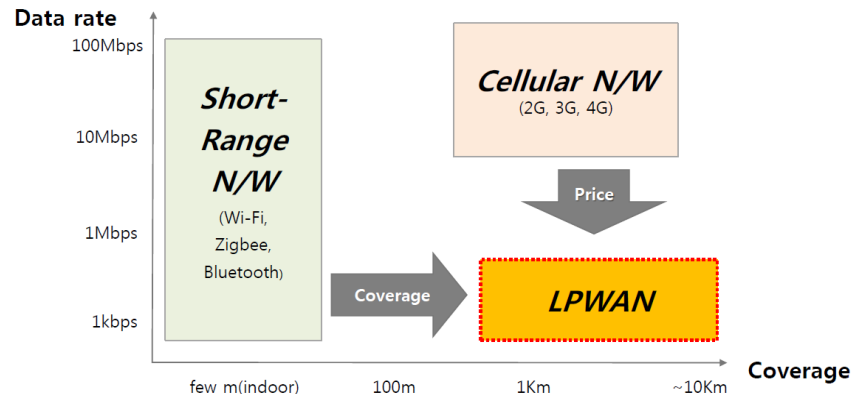 Data rate
100Mbps
10Mbps
1Mbps
1kbps
Short-
Range
N/W
(Wi-Fi,
Zigbee,
Bluetooth)
Cellular N/W
(2G, 3G, 4G)
Price
Coverage
LPWAN
few m(indoor)
100m
1Km
~10Km
Coverage